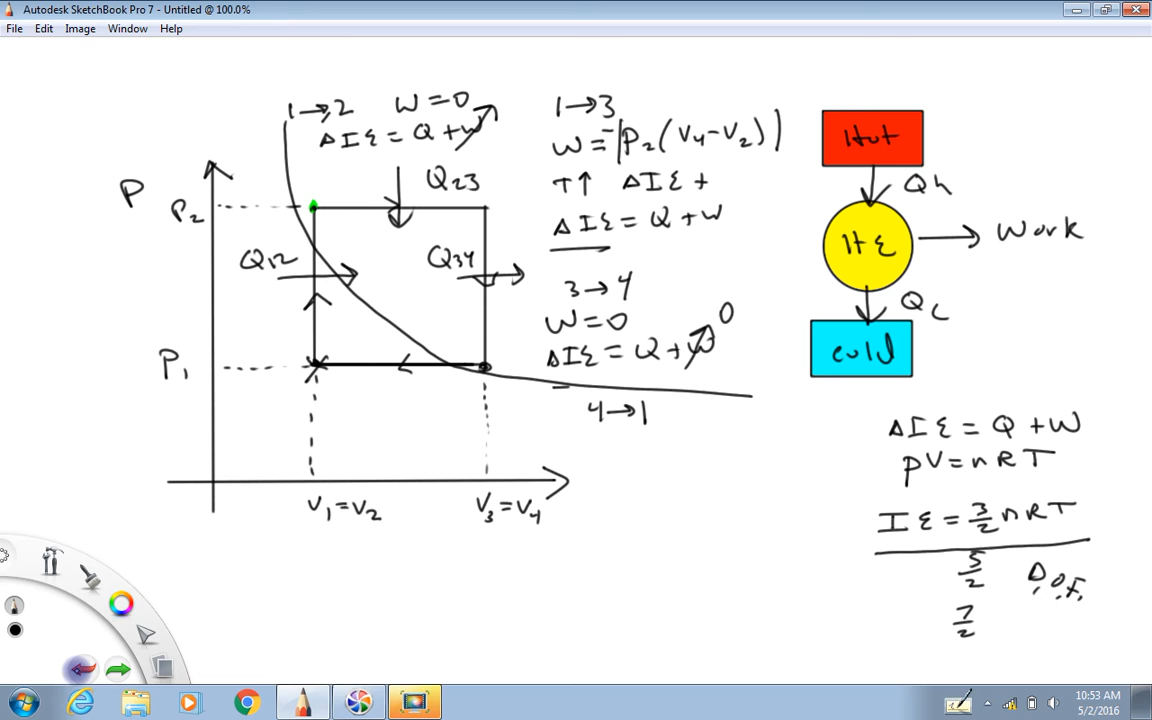 Autodesk SketchBook Pro 7 - Untitled @ 100.0%
File Edit Image Window Help
1→2 W=0
ΔIE = Q+W
P
P₂
Q₂₃
Q₁₂
Q₃₄
P₁
V₁=V₂
V₃=V₄
1→3
W=-|P₂(V₄-V₂)|
T↑ ΔIE+
ΔIE=Q+W
3→4
W=0
ΔIE=Q+W 0
4→1
Hot
Qh
HE → Work
Qc
cold
ΔIE = Q+W
PV=nRT
IE = 3/2 nRT
5/2 D.O.F.
7/2
10:53 AM
5/2/2016